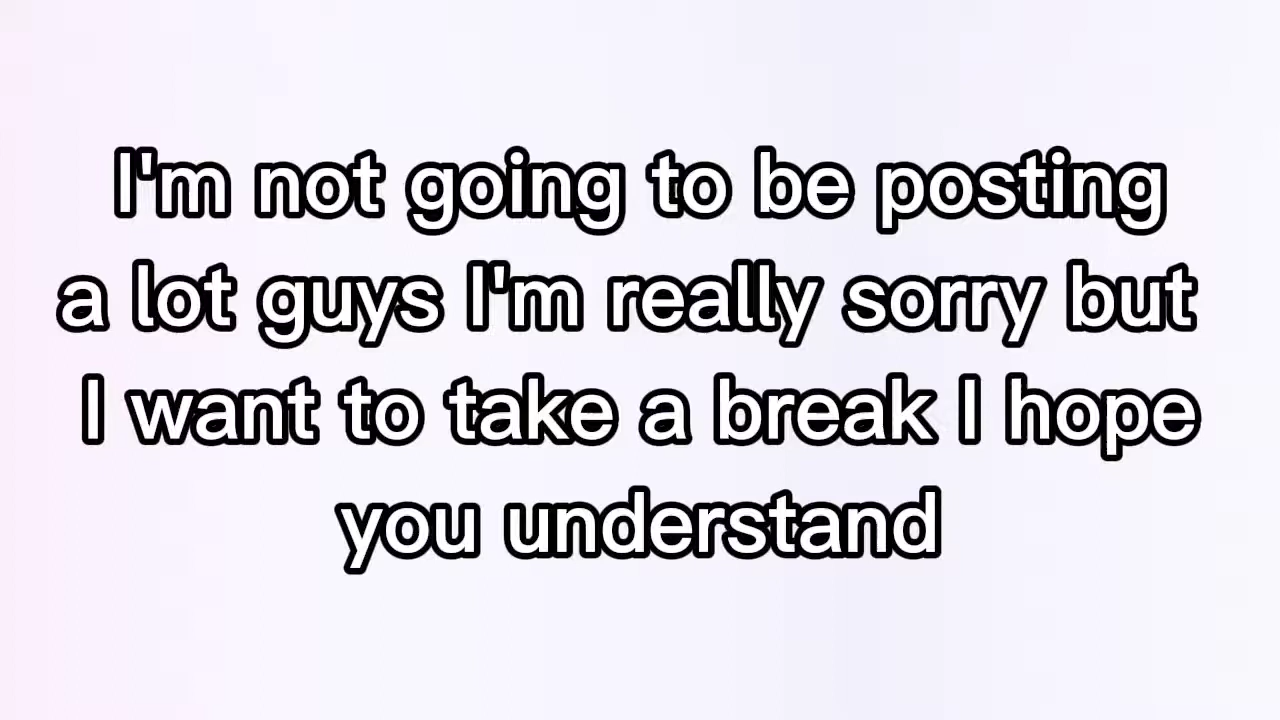 I'm not going to be posting
a lot guys I'm really sorry but
I want to take a break I hope
you understand